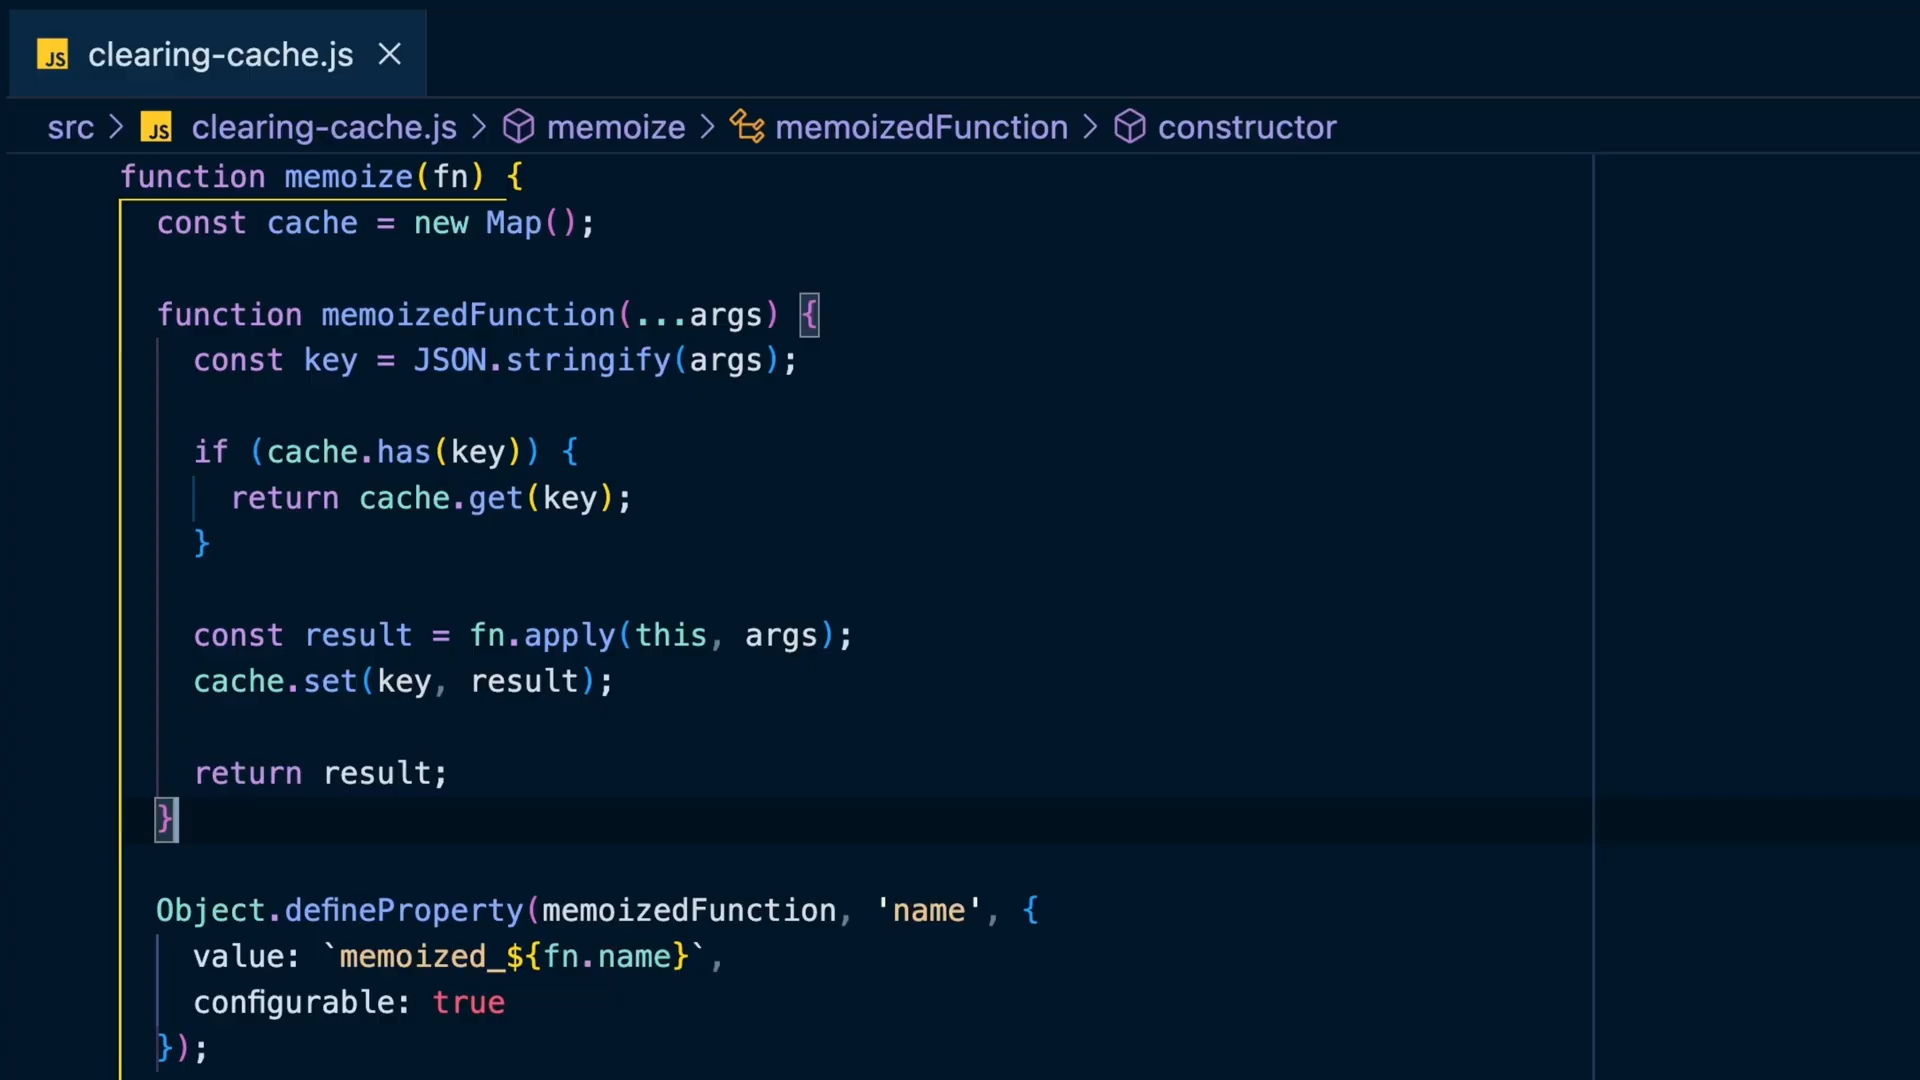 JS clearing-cache.js
src > JS clearing-cache.js > memoize > memoizedFunction > constructor
function memoize(fn) {
  const cache = new Map();

  function memoizedFunction(...args) {
    const key = JSON.stringify(args);

    if (cache.has(key)) {
      return cache.get(key);
    }

    const result = fn.apply(this, args);
    cache.set(key, result);

    return result;
  }

  Object.defineProperty(memoizedFunction, 'name', {
    value: `memoized_${fn.name}`,
    configurable: true
  });